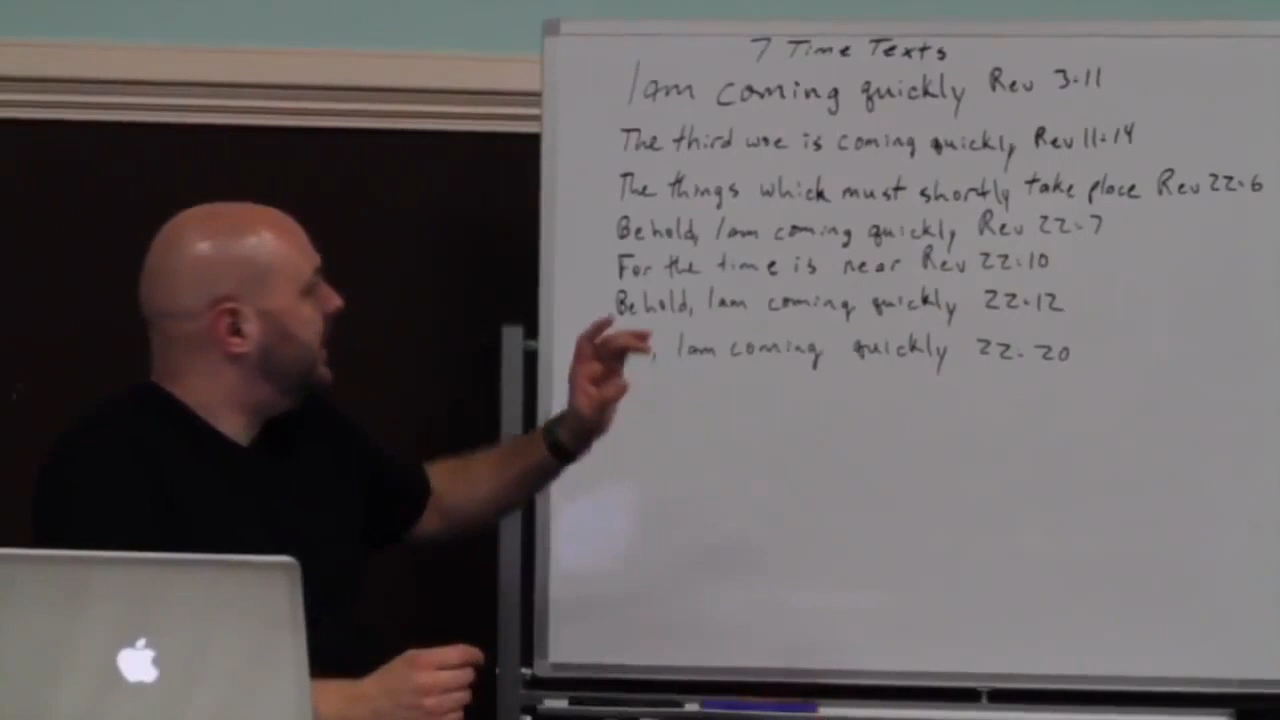 7 Time Texts
I am coming quickly Rev 3:11
The third woe is coming quickly Rev 11:14
The things which must shortly take place Rev 22:6
Behold, I am coming quickly Rev 22:7
For the time is near Rev 22:10
Behold, I am coming quickly 22:12
, I am coming quickly 22:20